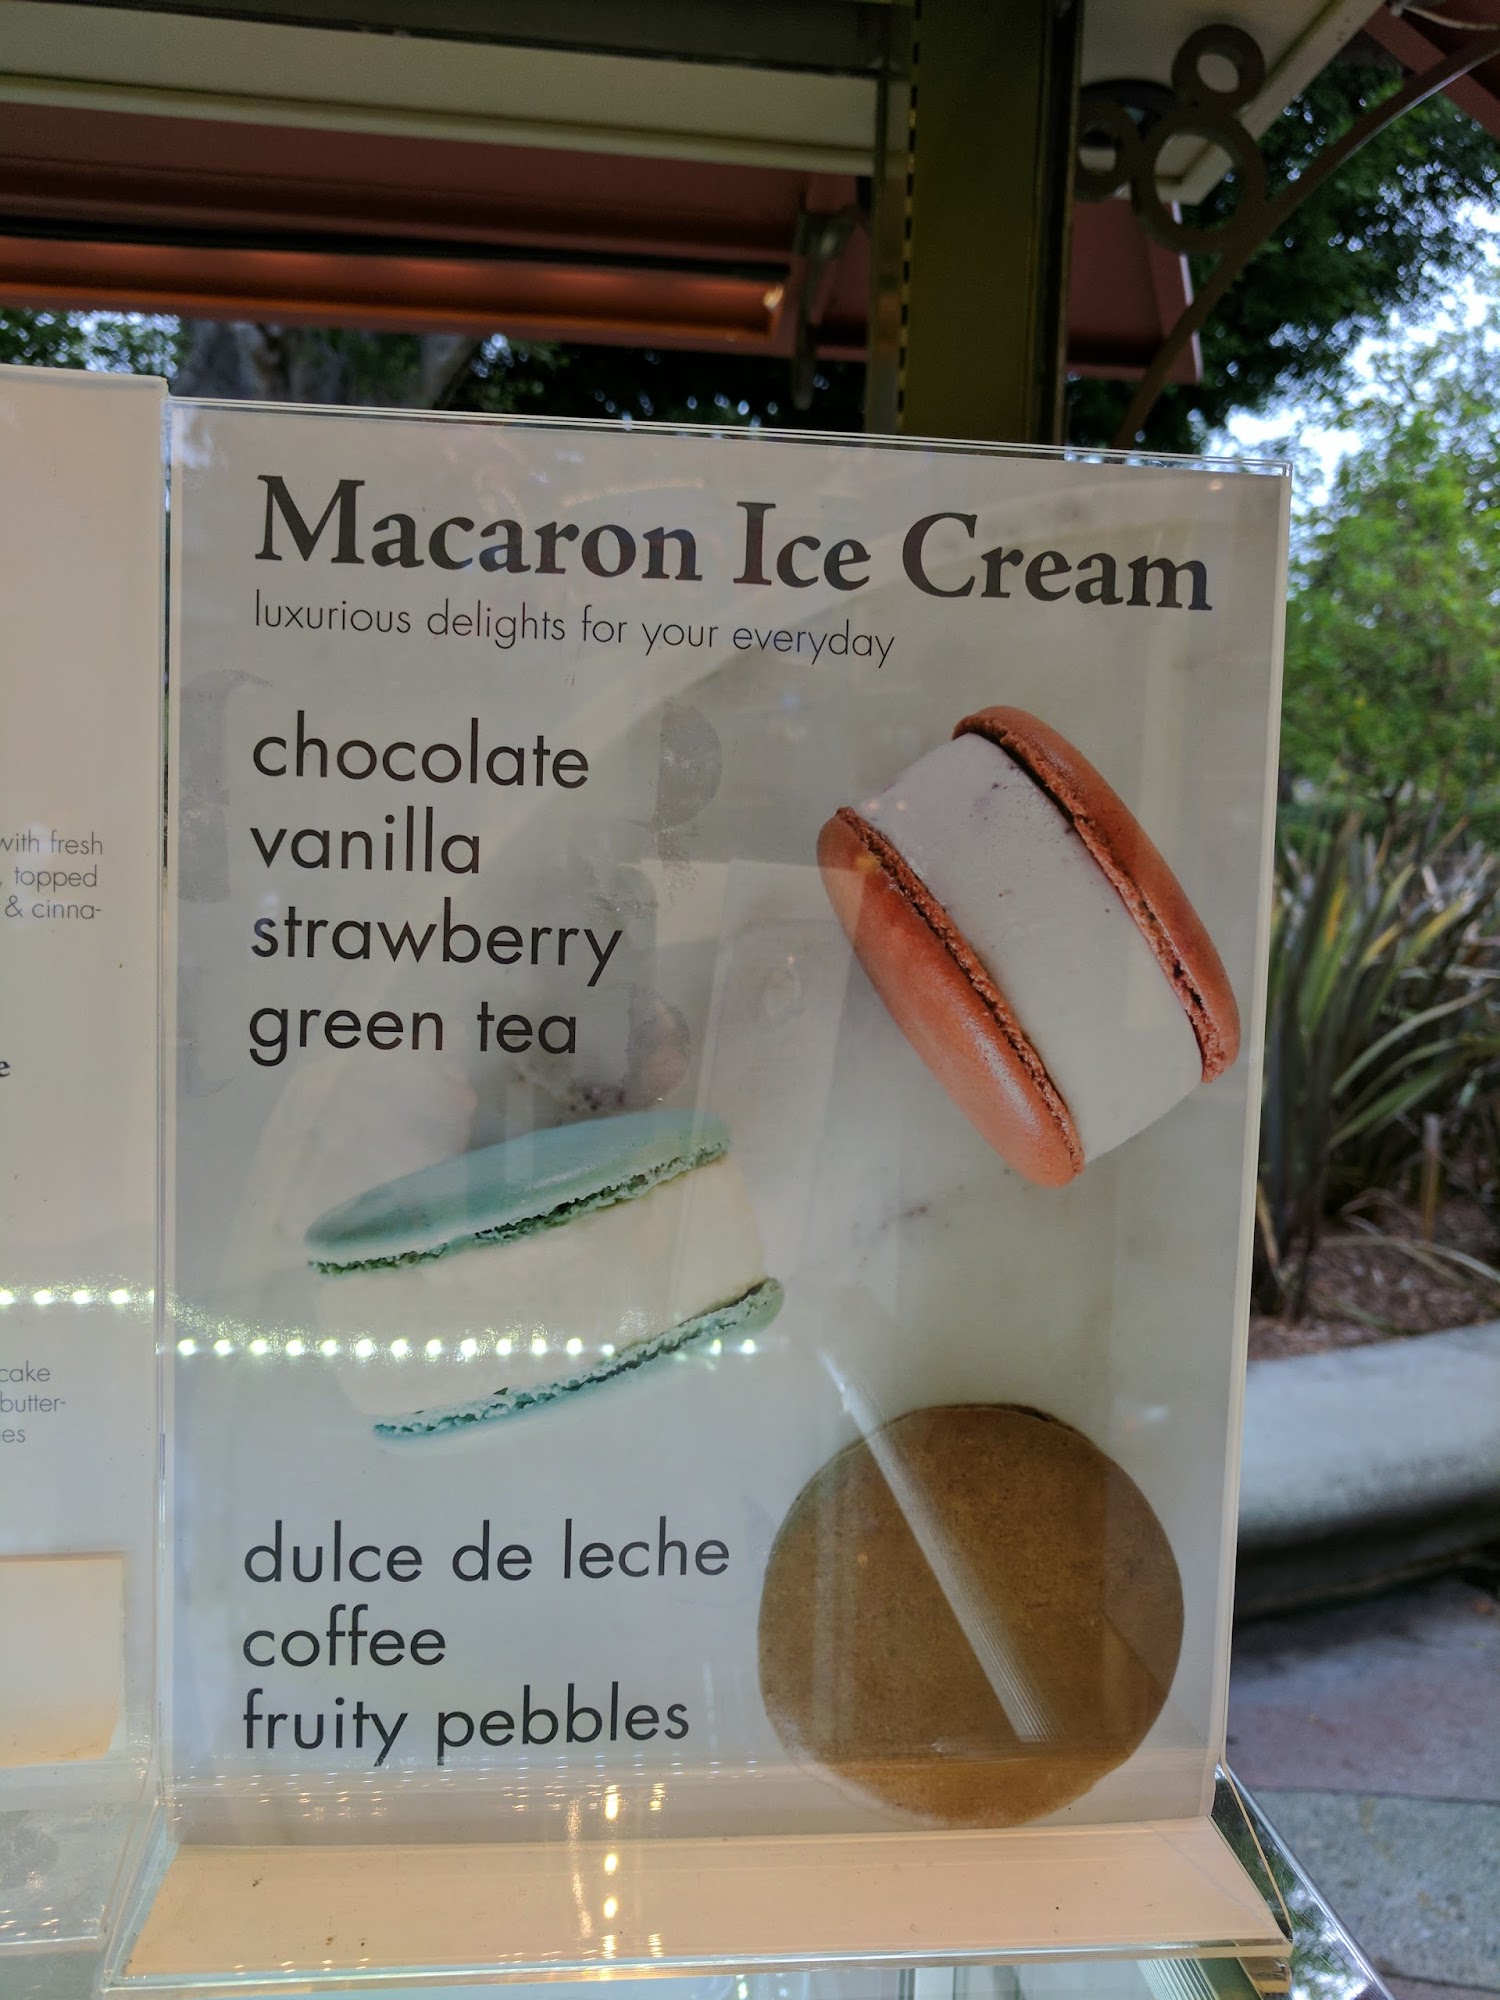 Macaron Ice Cream
luxurious delights for your everyday
chocolate
vanilla
strawberry
green tea
dulce de leche
coffee
fruity pebbles
with fresh
topped
& cinna-
e
cake
butter-
es